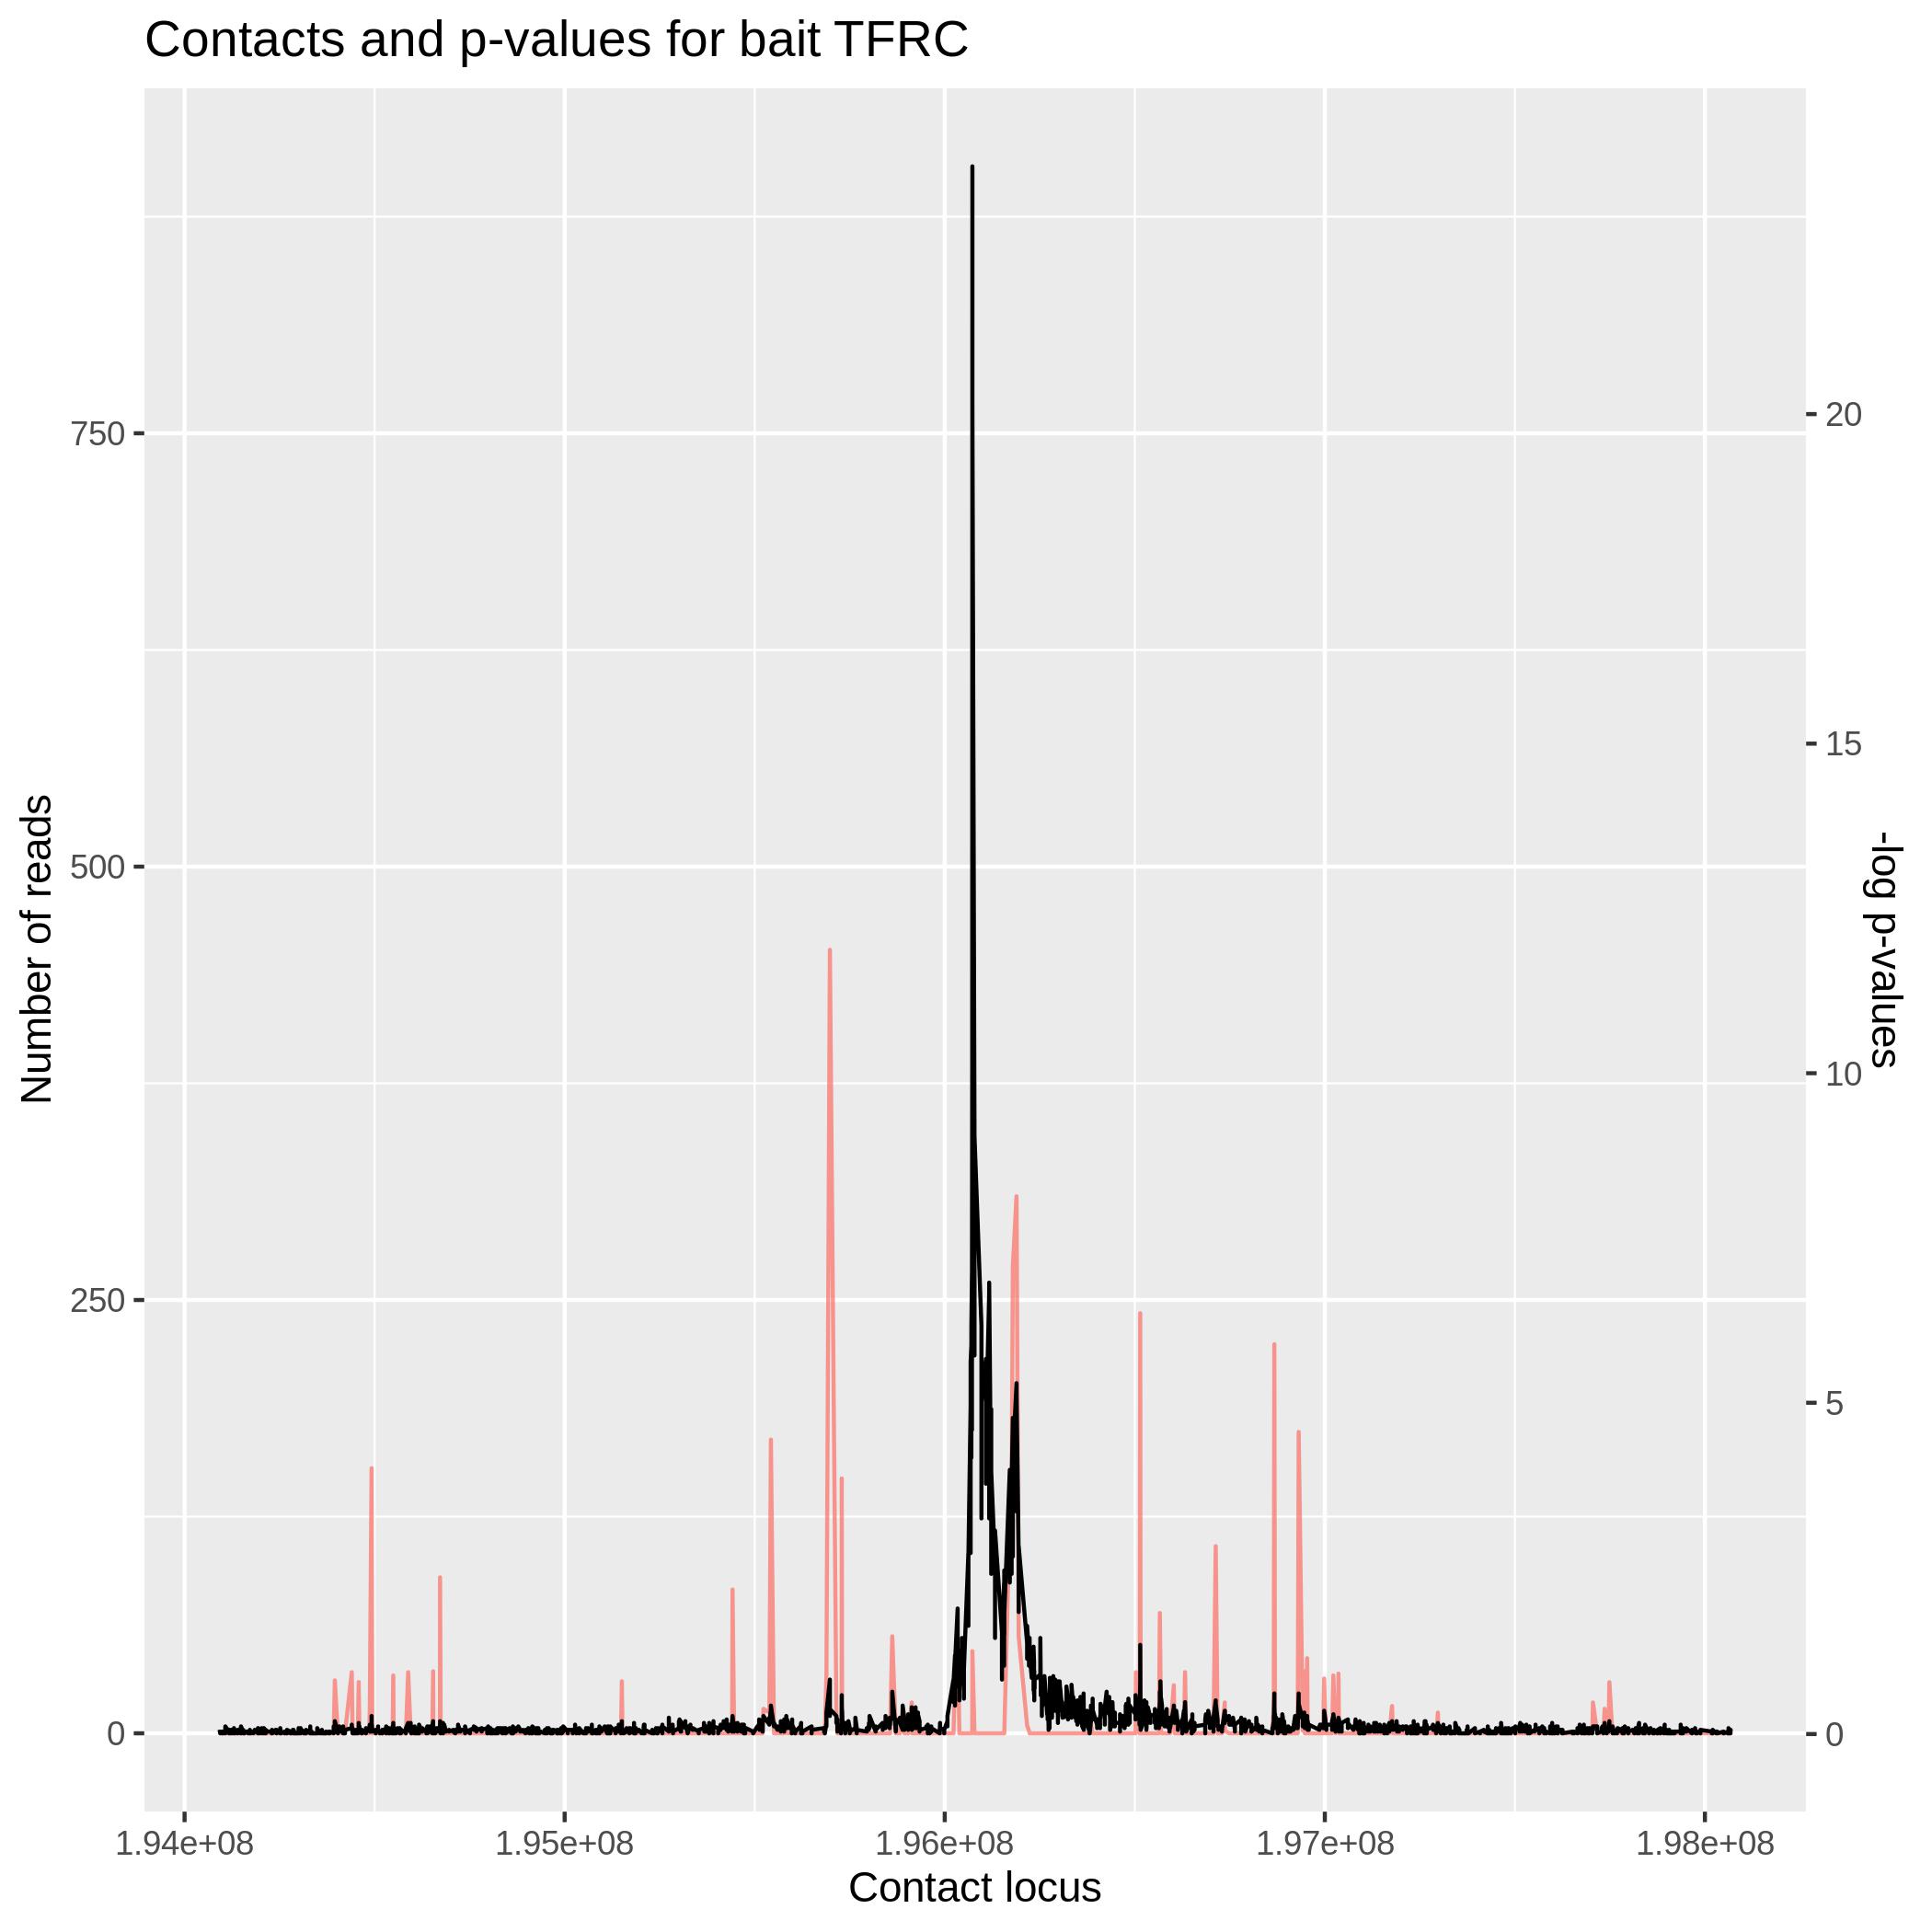 Contacts and p-values for bait TFRC
Number of reads
750
500
250
0
20
15
10
5
0
-log p-values
1.94e+08
1.95e+08
1.96e+08
1.97e+08
1.98e+08
Contact locus